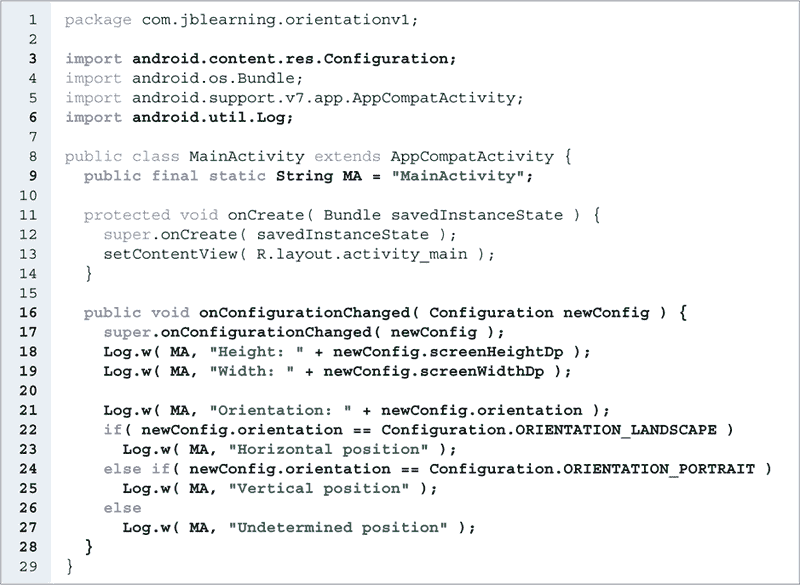 1 package com.jblearning.orientationv1;
2
3 import android.content.res.Configuration;
4 import android.os.Bundle;
5 import android.support.v7.app.AppCompatActivity;
6 import android.util.Log;
7
8 public class MainActivity extends AppCompatActivity {
9   public final static String MA = "MainActivity";
10
11   protected void onCreate( Bundle savedInstanceState ) {
12     super.onCreate( savedInstanceState );
13     setContentView( R.layout.activity_main );
14   }
15
16   public void onConfigurationChanged( Configuration newConfig ) {
17     super.onConfigurationChanged( newConfig );
18     Log.w( MA, "Height: " + newConfig.screenHeightDp );
19     Log.w( MA, "Width: " + newConfig.screenWidthDp );
20
21     Log.w( MA, "Orientation: " + newConfig.orientation );
22     if( newConfig.orientation == Configuration.ORIENTATION_LANDSCAPE )
23       Log.w( MA, "Horizontal position" );
24     else if( newConfig.orientation == Configuration.ORIENTATION_PORTRAIT )
25       Log.w( MA, "Vertical position" );
26     else
27       Log.w( MA, "Undetermined position" );
28   }
29 }